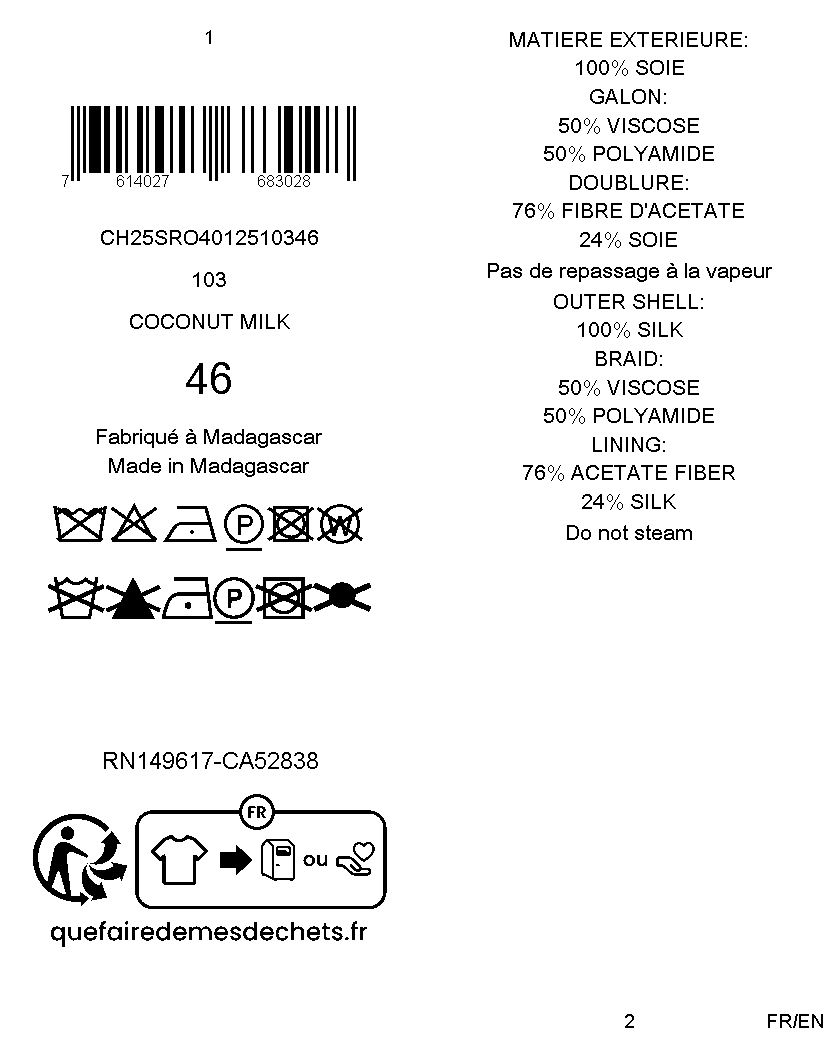 1
7 614027 683028
CH25SRO4012510346
103
COCONUT MILK
46
Fabriqué à Madagascar
Made in Madagascar
P W
P
RN149617-CA52838
FR
ou
quefairedemesdechets.fr
MATIERE EXTERIEURE:
100% SOIE
GALON:
50% VISCOSE
50% POLYAMIDE
DOUBLURE:
76% FIBRE D'ACETATE
24% SOIE
Pas de repassage à la vapeur
OUTER SHELL:
100% SILK
BRAID:
50% VISCOSE
50% POLYAMIDE
LINING:
76% ACETATE FIBER
24% SILK
Do not steam
2
FR/EN